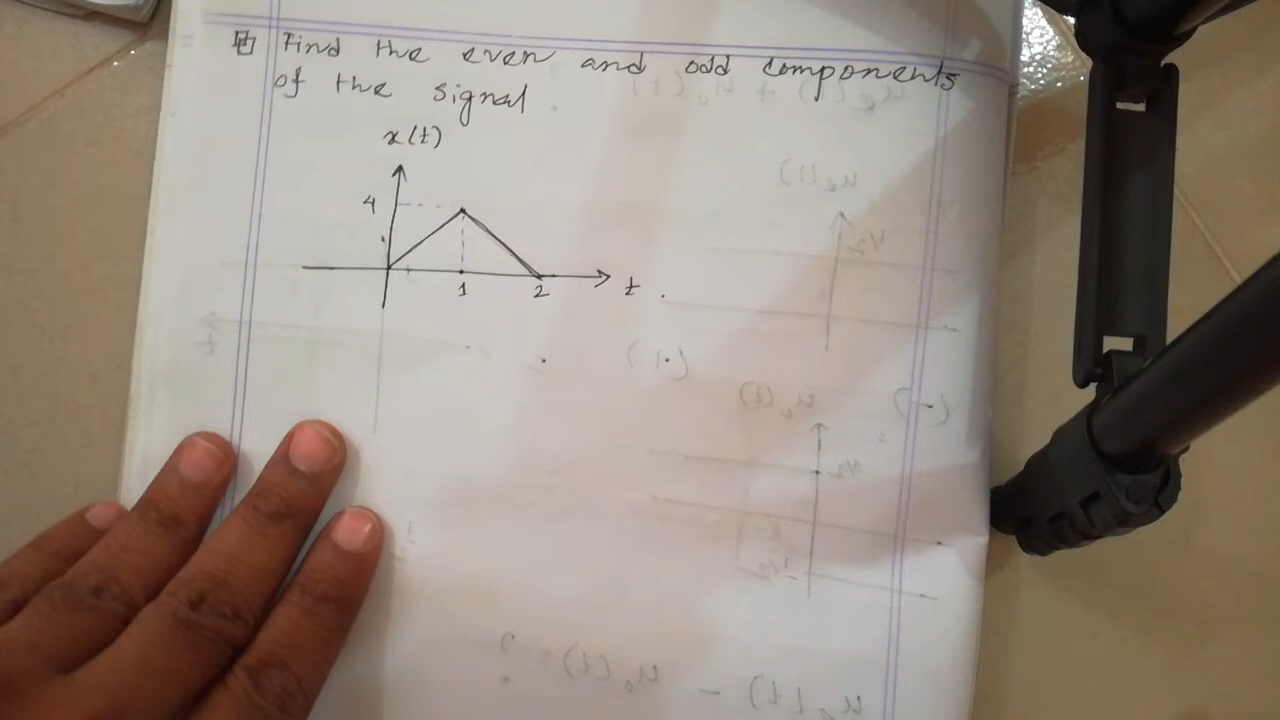 Find the even and odd components
of the signal
x(t)
4
1
2
t